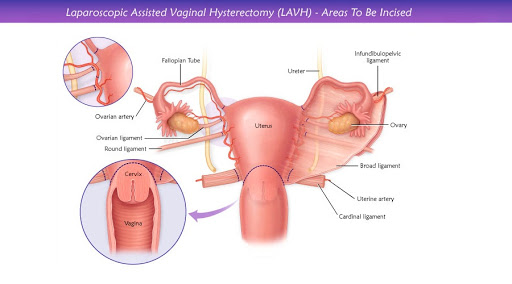 Laparoscopic Assisted Vaginal Hysterectomy (LAVH) - Areas To Be Incised
Fallopian Tube
Ureter
Infundibulopelvic
ligament
Ovarian artery
Ovarian ligament
Round ligament
Uterus
Ovary
Broad ligament
Cervix
Uterine artery
Cardinal ligament
Vagina